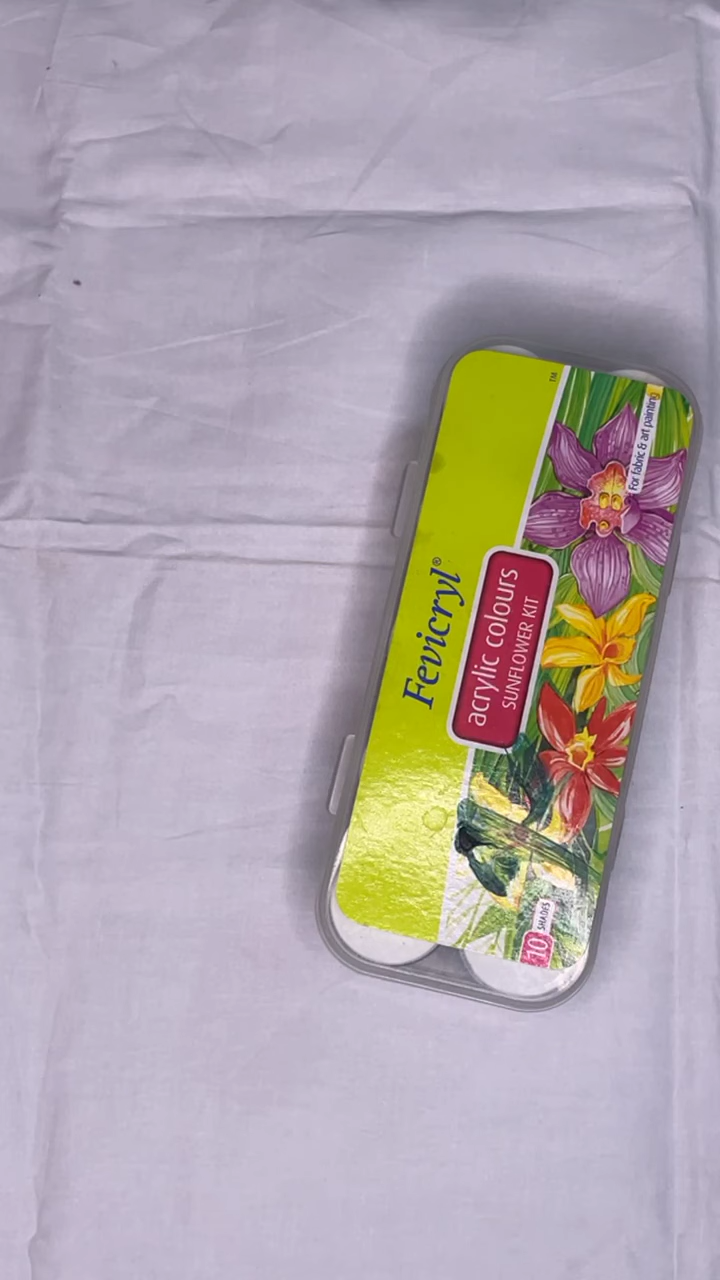 Fevicryl®
acrylic colours
SUNFLOWER KIT
TM
For fabric & art painting
10 SHADES